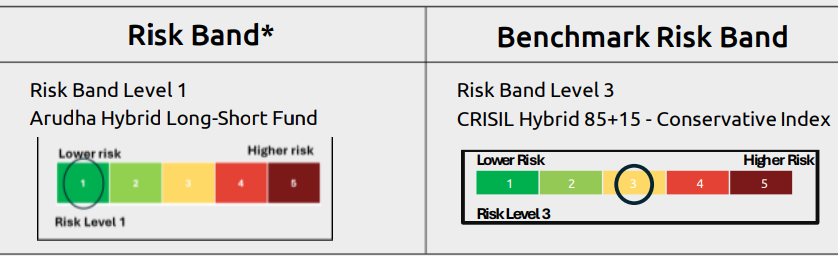 Risk Band*
Benchmark Risk Band
Risk Band Level 1
Arudha Hybrid Long-Short Fund
Lower risk
Higher risk
1 2 3 4 5
Risk Level 1
Risk Band Level 3
CRISIL Hybrid 85+15 - Conservative Index
Lower Risk
Higher Risk
1 2 3 4 5
Risk Level 3